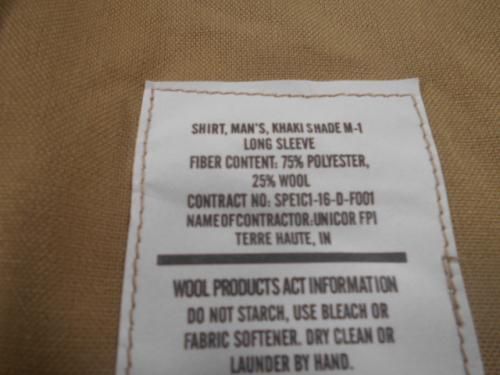 SHIRT, MAN'S, KHAKI SHADE M-1
LONG SLEEVE
FIBER CONTENT: 75% POLYESTER,
25% WOOL
CONTRACT NO: SPE1C1-16-D-F001
NAME OF CONTRACTOR: UNICOR FPI
TERRE HAUTE, IN
WOOL PRODUCTS ACT INFORMATION
DO NOT STARCH, USE BLEACH OR
FABRIC SOFTENER. DRY CLEAN OR
LAUNDER BY HAND.